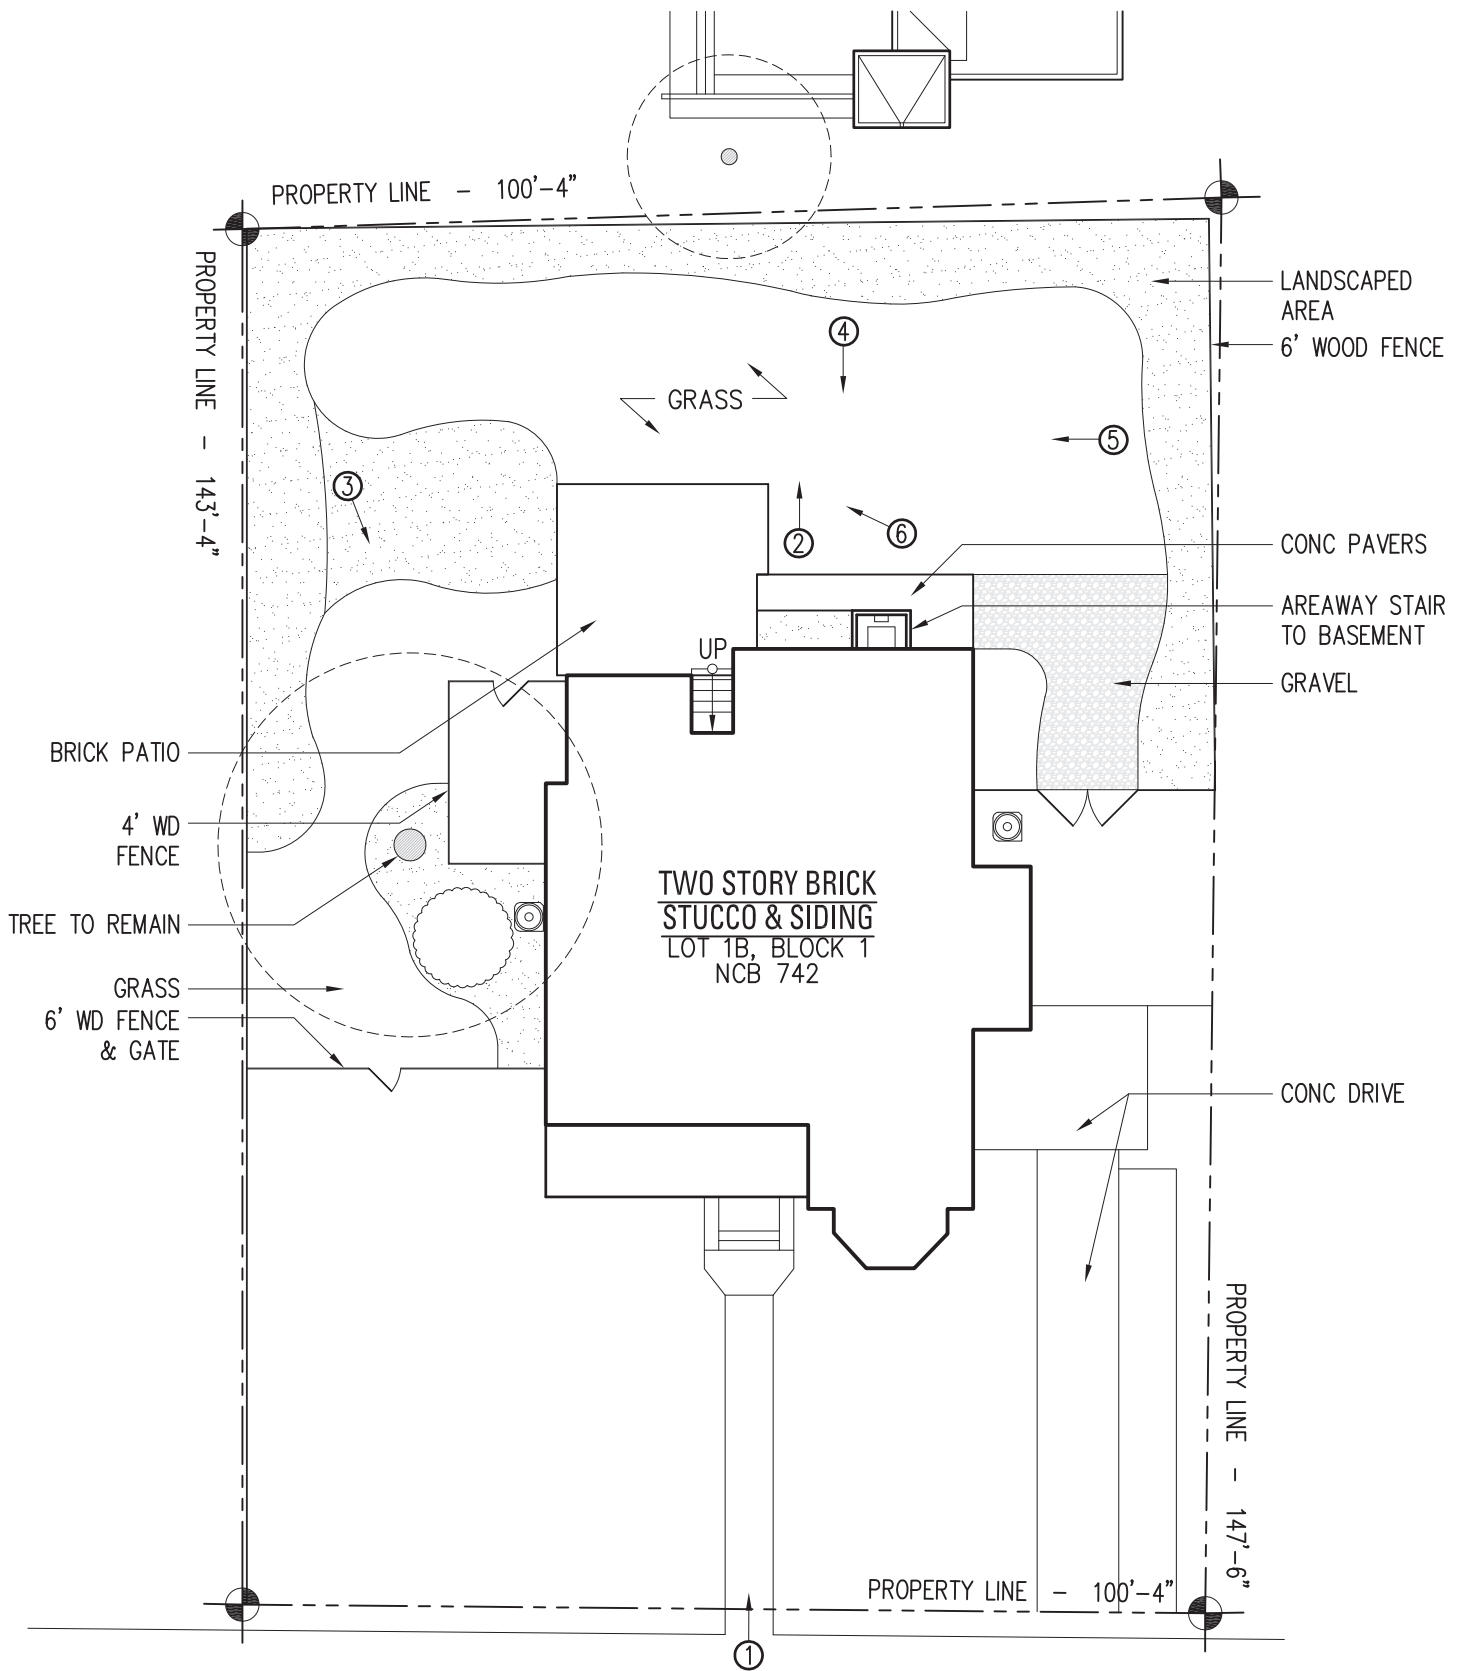 PROPERTY LINE - 100'-4"
PROPERTY LINE - 143'-4"
LANDSCAPED
AREA
6' WOOD FENCE
4
GRASS
5
3
2
6
CONC PAVERS
AREAWAY STAIR
TO BASEMENT
UP
GRAVEL
BRICK PATIO
4' WD
FENCE
TREE TO REMAIN
TWO STORY BRICK
STUCCO & SIDING
LOT 1B, BLOCK 1
NCB 742
GRASS
6' WD FENCE
& GATE
CONC DRIVE
PROPERTY LINE - 147'-6"
PROPERTY LINE - 100'-4"
1